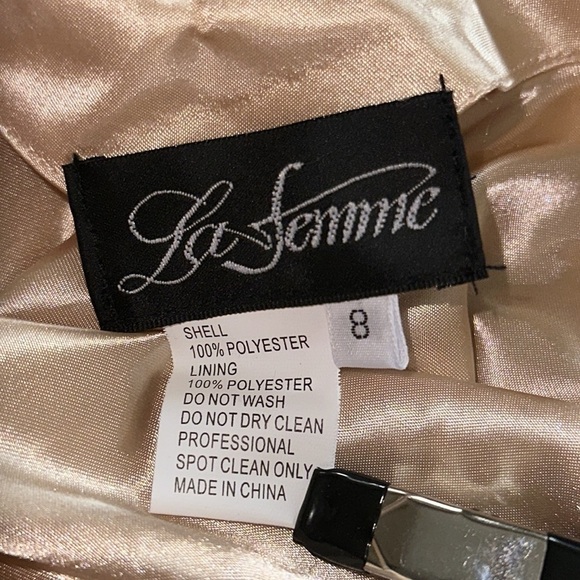 La Femme
8
SHELL
100% POLYESTER
LINING
100% POLYESTER
DO NOT WASH
DO NOT DRY CLEAN
PROFESSIONAL
SPOT CLEAN ONLY
MADE IN CHINA